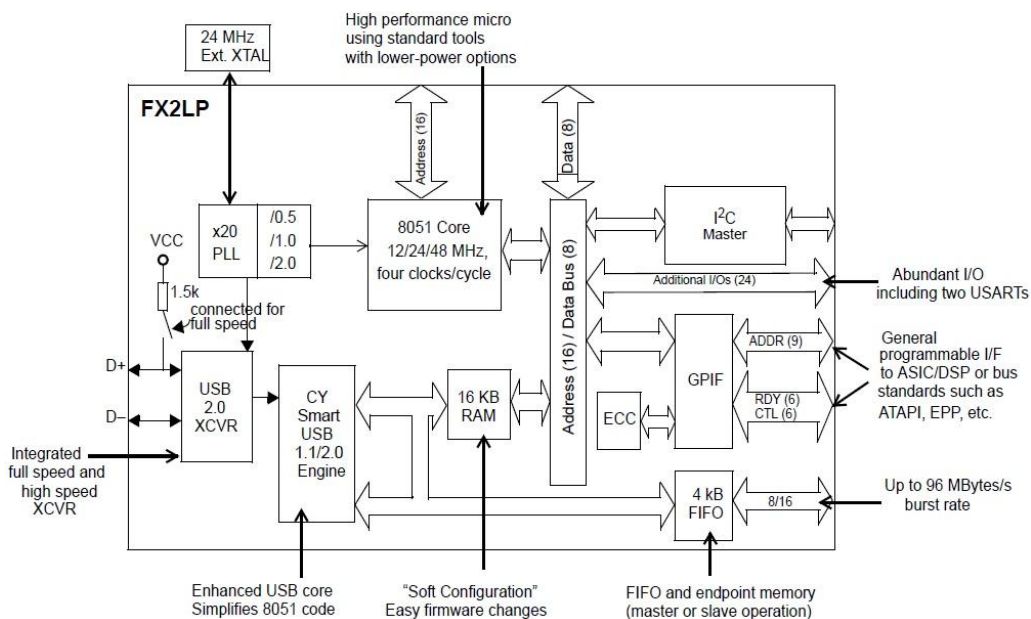 High performance micro
using standard tools
with lower-power options
24 MHz
Ext. XTAL
FX2LP
Address (16)
Data (8)
x20
PLL
/0.5
/1.0
/2.0
8051 Core
12/24/48 MHz,
four clocks/cycle
I²C
Master
VCC
1.5k
connected for
full speed
Address (16) / Data Bus (8)
Additional I/Os (24)
Abundant I/O
including two USARTs
D+
D–
USB
2.0
XCVR
CY
Smart
USB
1.1/2.0
Engine
16 KB
RAM
ECC
GPIF
ADDR (9)
RDY (6)
CTL (6)
General
programmable I/F
to ASIC/DSP or bus
standards such as
ATAPI, EPP, etc.
Integrated
full speed and
high speed
XCVR
4 kB
FIFO
8/16
Up to 96 MBytes/s
burst rate
Enhanced USB core
Simplifies 8051 code
“Soft Configuration”
Easy firmware changes
FIFO and endpoint memory
(master or slave operation)